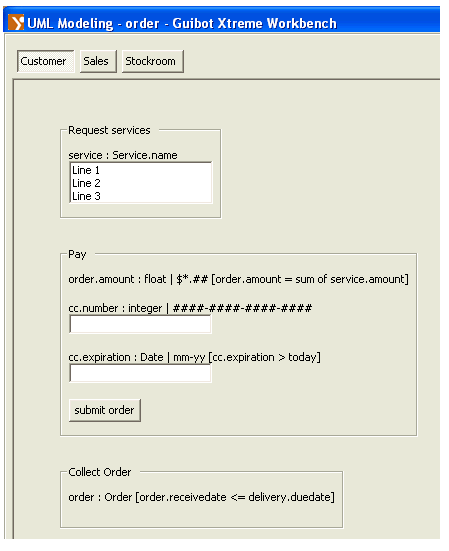 UML Modeling - order - Guibot Xtreme Workbench
Customer Sales Stockroom
Request services
service : Service.name
Line 1
Line 2
Line 3
Pay
order.amount : float | $*.## [order.amount = sum of service.amount]
cc.number : integer | ####-####-####-####
cc.expiration : Date | mm-yy [cc.expiration > today]
submit order
Collect Order
order : Order [order.receivedate <= delivery.duedate]